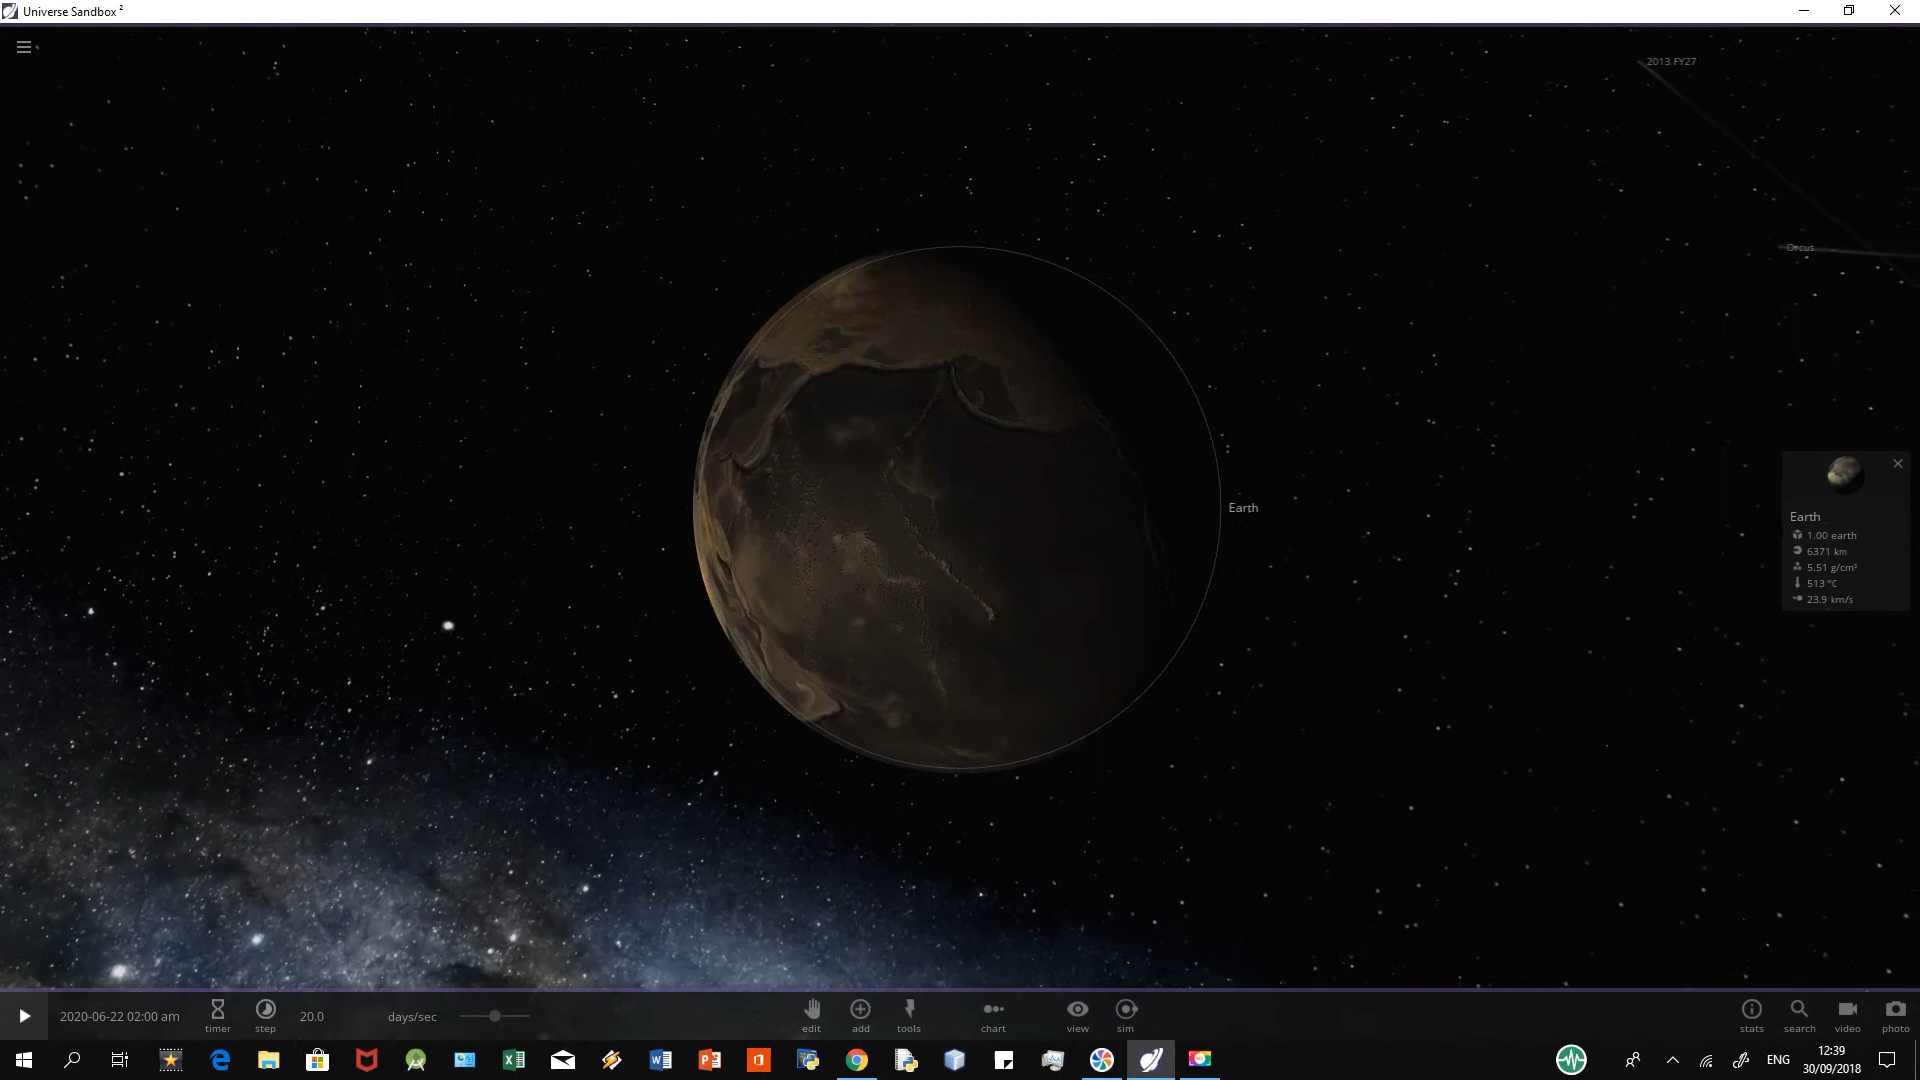 Universe Sandbox ²
2013 FY27
Orcus
Earth
Earth
1.00 earth
6371 km
5.51 g/cm³
513 °C
23.9 km/s
2020-06-22 02:00 am
timer
step
20.0
days/sec
edit
add
tools
chart
view
sim
stats
search
video
photo
ENG
12:39
30/09/2018